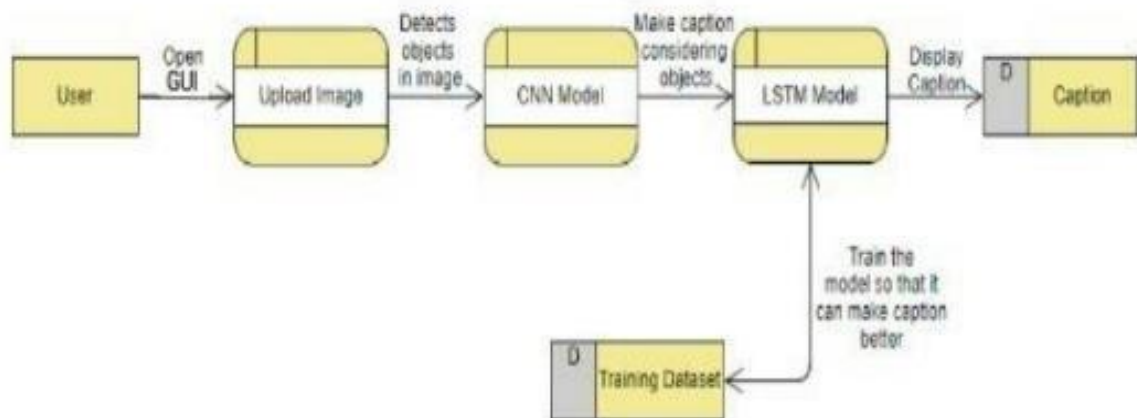 User
Open
GUI
Upload Image
Detects
objects
in image
CNN Model
Make caption
considering
objects
LSTM Model
Display
Caption
D
Caption
Train the
model so that it
can make caption
better
D
Training Dataset